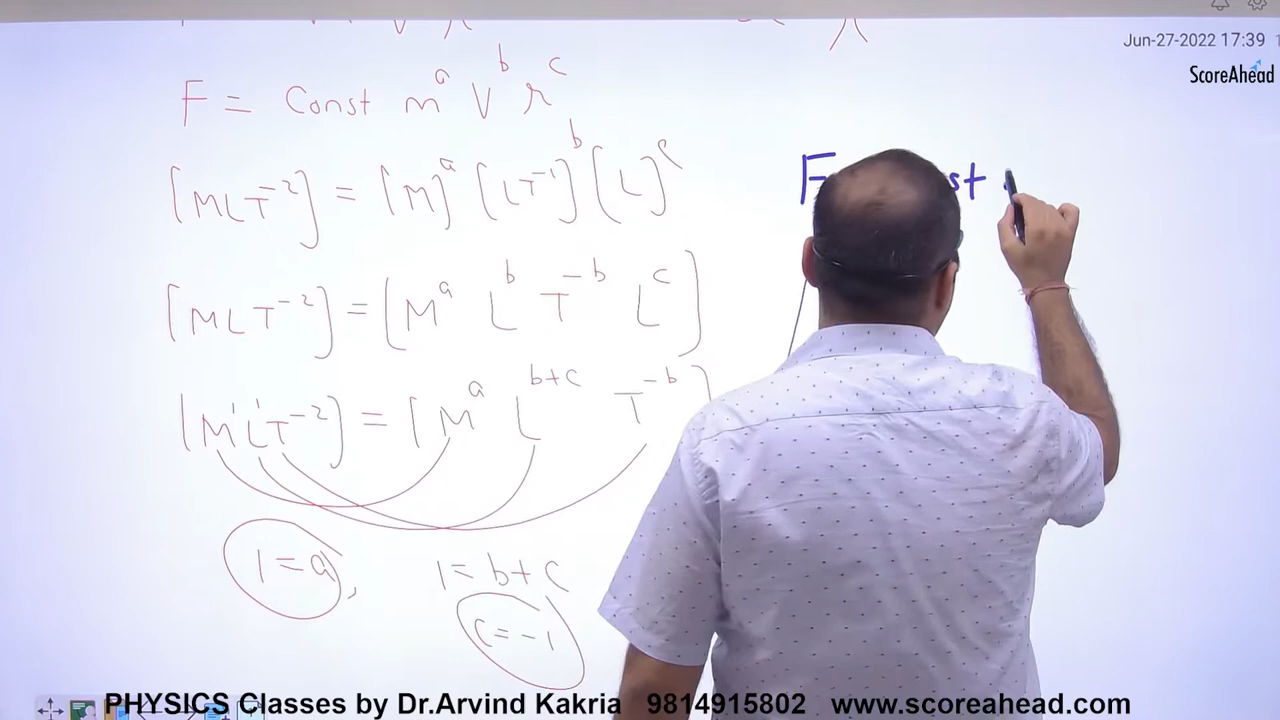 Jun-27-2022 17:39
ScoreAhead
F = Const m^a V^b r^c
[MLT^-2] = [M]^a [LT^-1]^b [L]^c
[MLT^-2] = [M^a L^b T^-b L^c]
[M^1 L^1 T^-2] = [M^a L^b+c T^-b]
1 = a, 1 = b+c
c = -1
F st
PHYSICS Classes by Dr.Arvind Kakria 9814915802 www.scoreahead.com